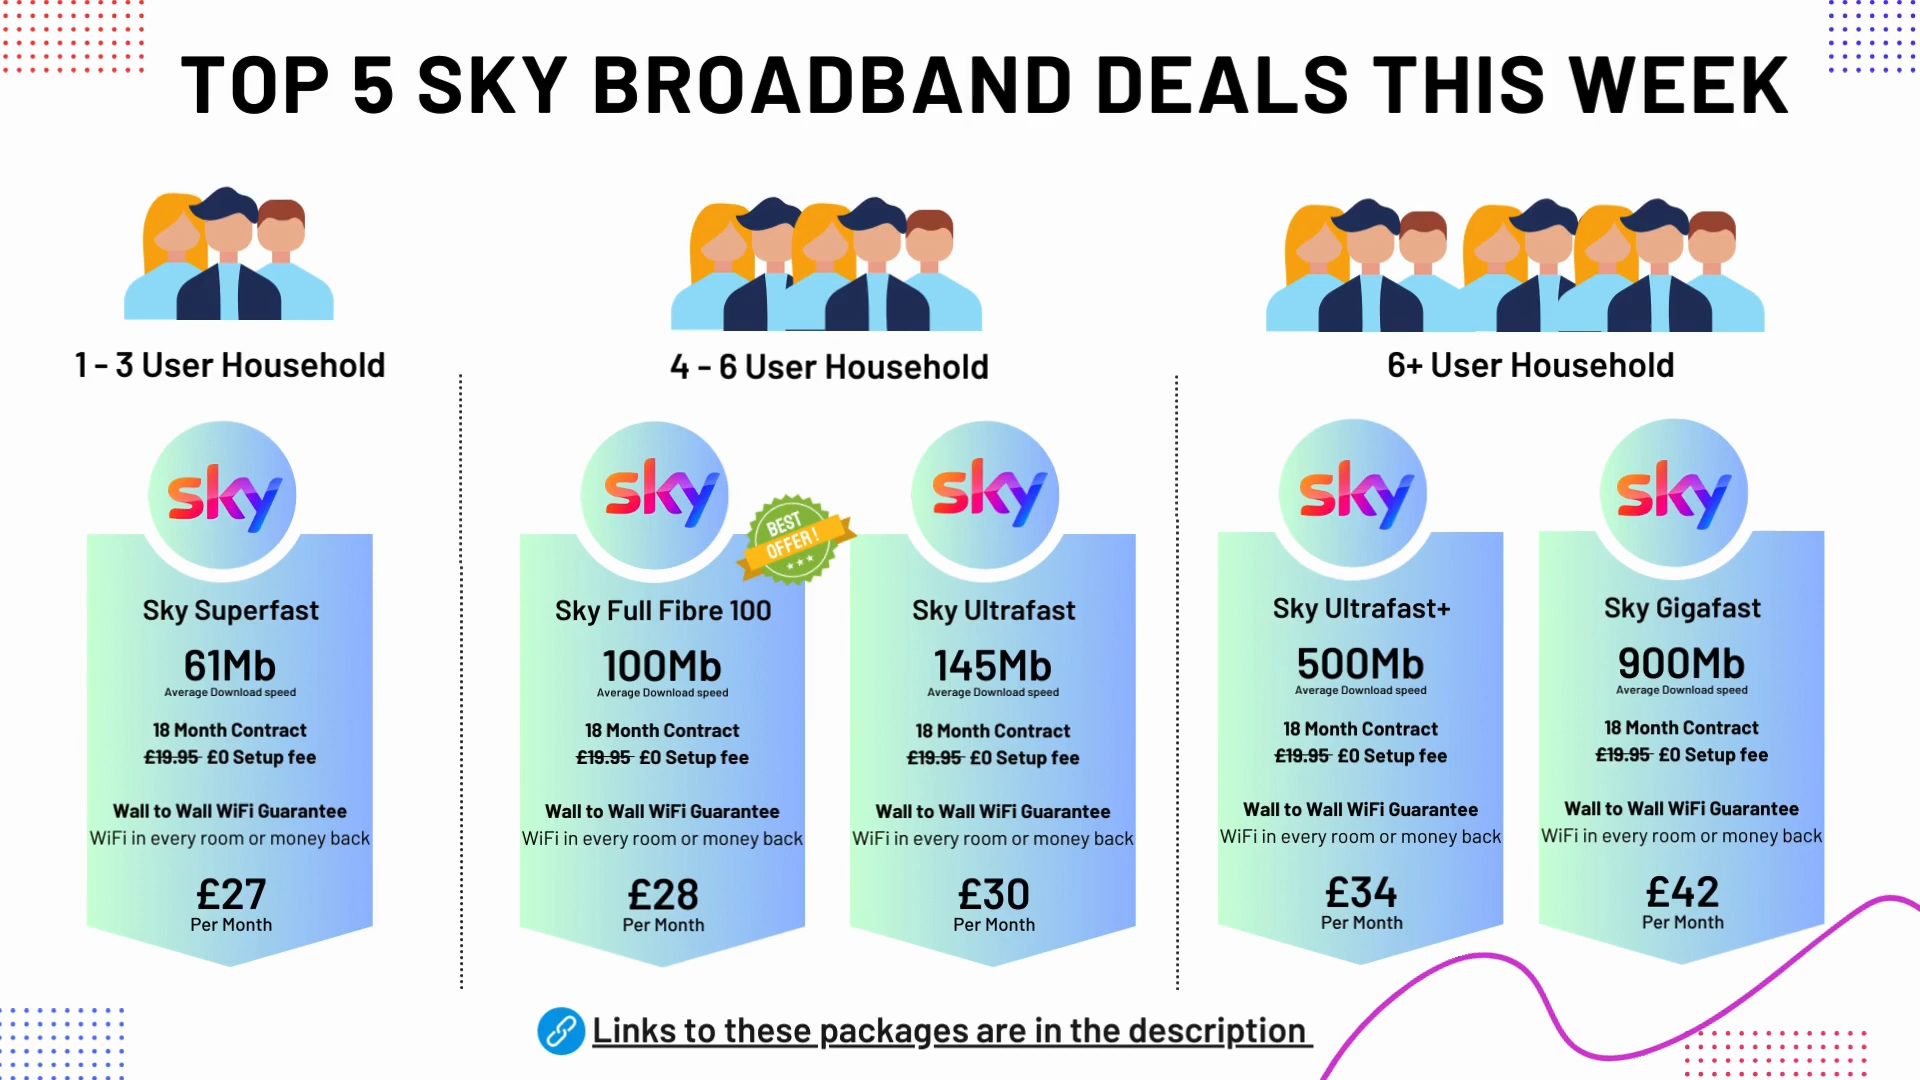 TOP 5 SKY BROADBAND DEALS THIS WEEK
1 - 3 User Household
sky
Sky Superfast
61Mb
Average Download speed
18 Month Contract
£19.95 £0 Setup fee
Wall to Wall WiFi Guarantee
WiFi in every room or money back
£27
Per Month
4 - 6 User Household
sky
BEST
OFFER!
Sky Full Fibre 100
100Mb
Average Download speed
18 Month Contract
£19.95 £0 Setup fee
Wall to Wall WiFi Guarantee
WiFi in every room or money back
£28
Per Month
sky
Sky Ultrafast
145Mb
Average Download speed
18 Month Contract
£19.95 £0 Setup fee
Wall to Wall WiFi Guarantee
WiFi in every room or money back
£30
Per Month
6+ User Household
sky
Sky Ultrafast+
500Mb
Average Download speed
18 Month Contract
£19.95 £0 Setup fee
Wall to Wall WiFi Guarantee
WiFi in every room or money back
£34
Per Month
sky
Sky Gigafast
900Mb
Average Download speed
18 Month Contract
£19.95 £0 Setup fee
Wall to Wall WiFi Guarantee
WiFi in every room or money back
£42
Per Month
Links to these packages are in the description